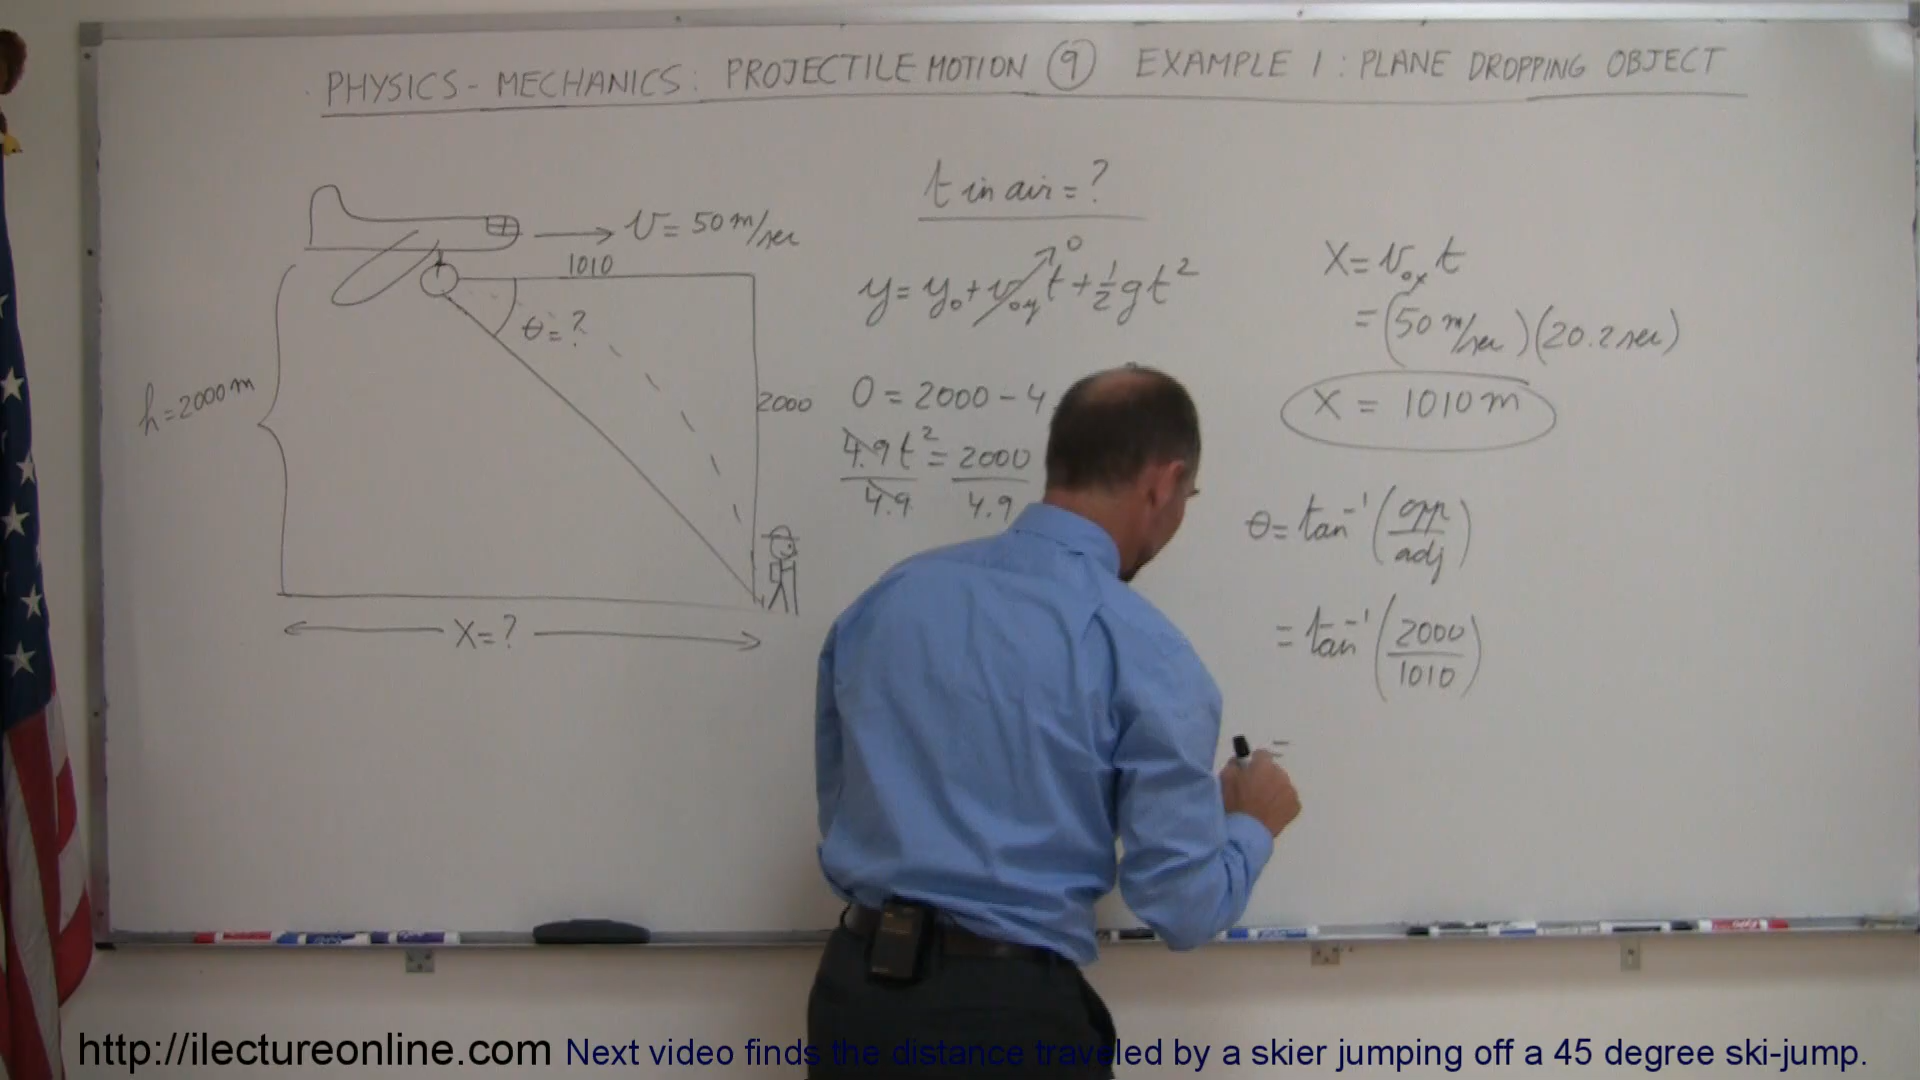 PHYSICS - MECHANICS: PROJECTILE MOTION 9 EXAMPLE 1: PLANE DROPPING OBJECT
v = 50 m/sec
1010
θ = ?
h = 2000 m
2000
X = ?
t in air = ?
0
y = y₀ + v₀y t + ½ g t²
0 = 2000 - 4
4.9 t² = 2000
4.9 4.9
X = v₀x t
= (50 m/sec)(20.2 sec)
X = 1010 m
θ = tan⁻¹ (opp/adj)
= tan⁻¹ (2000/1010)
=
http://ilectureonline.com Next video finds the distance traveled by a skier jumping off a 45 degree ski-jump.